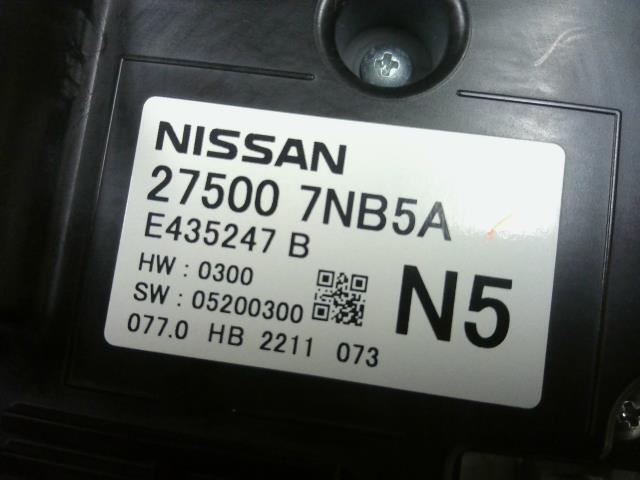 NISSAN
27500 7NB5A
E435247 B
HW : 0300
SW : 05200300
N5
077.0 HB 2211 073